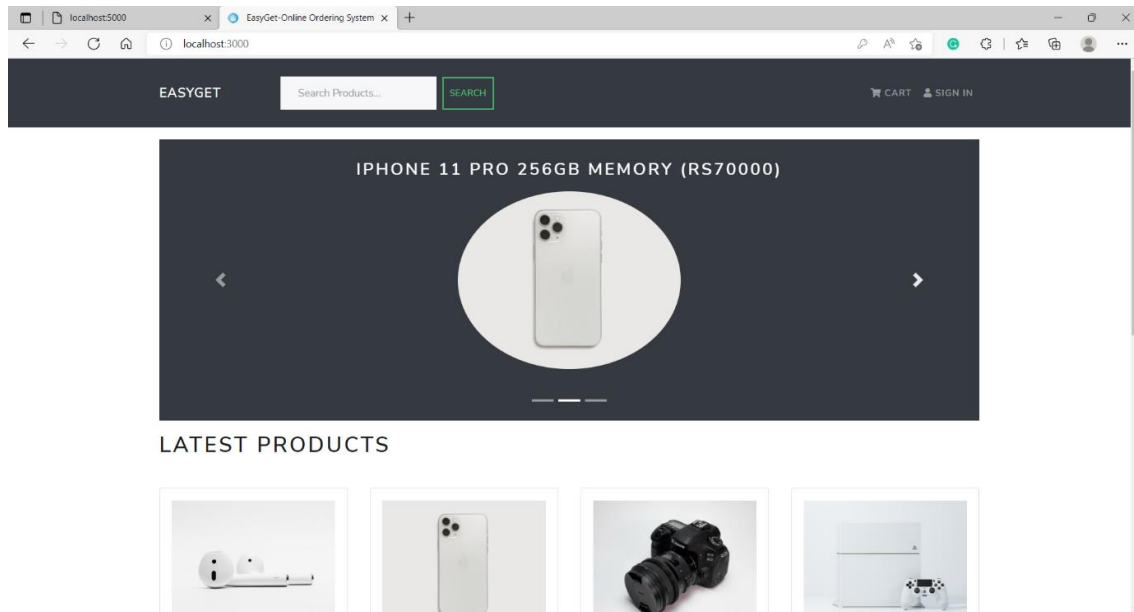 localhost:5000
EasyGet-Online Ordering System
localhost:3000
EASYGET
Search Products...
SEARCH
CART
SIGN IN
IPHONE 11 PRO 256GB MEMORY (RS70000)
LATEST PRODUCTS